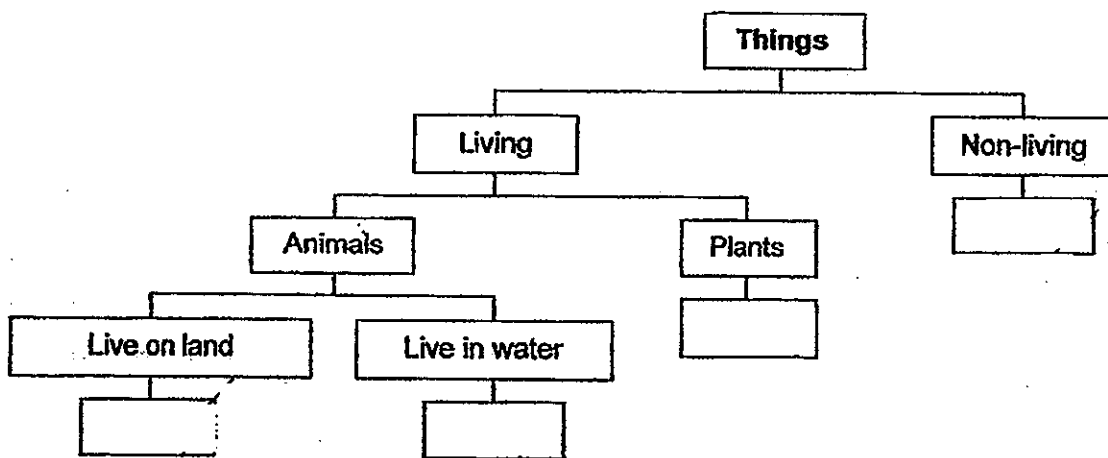 Things
Living
Non-living
Animals
Plants
Live on land
Live in water